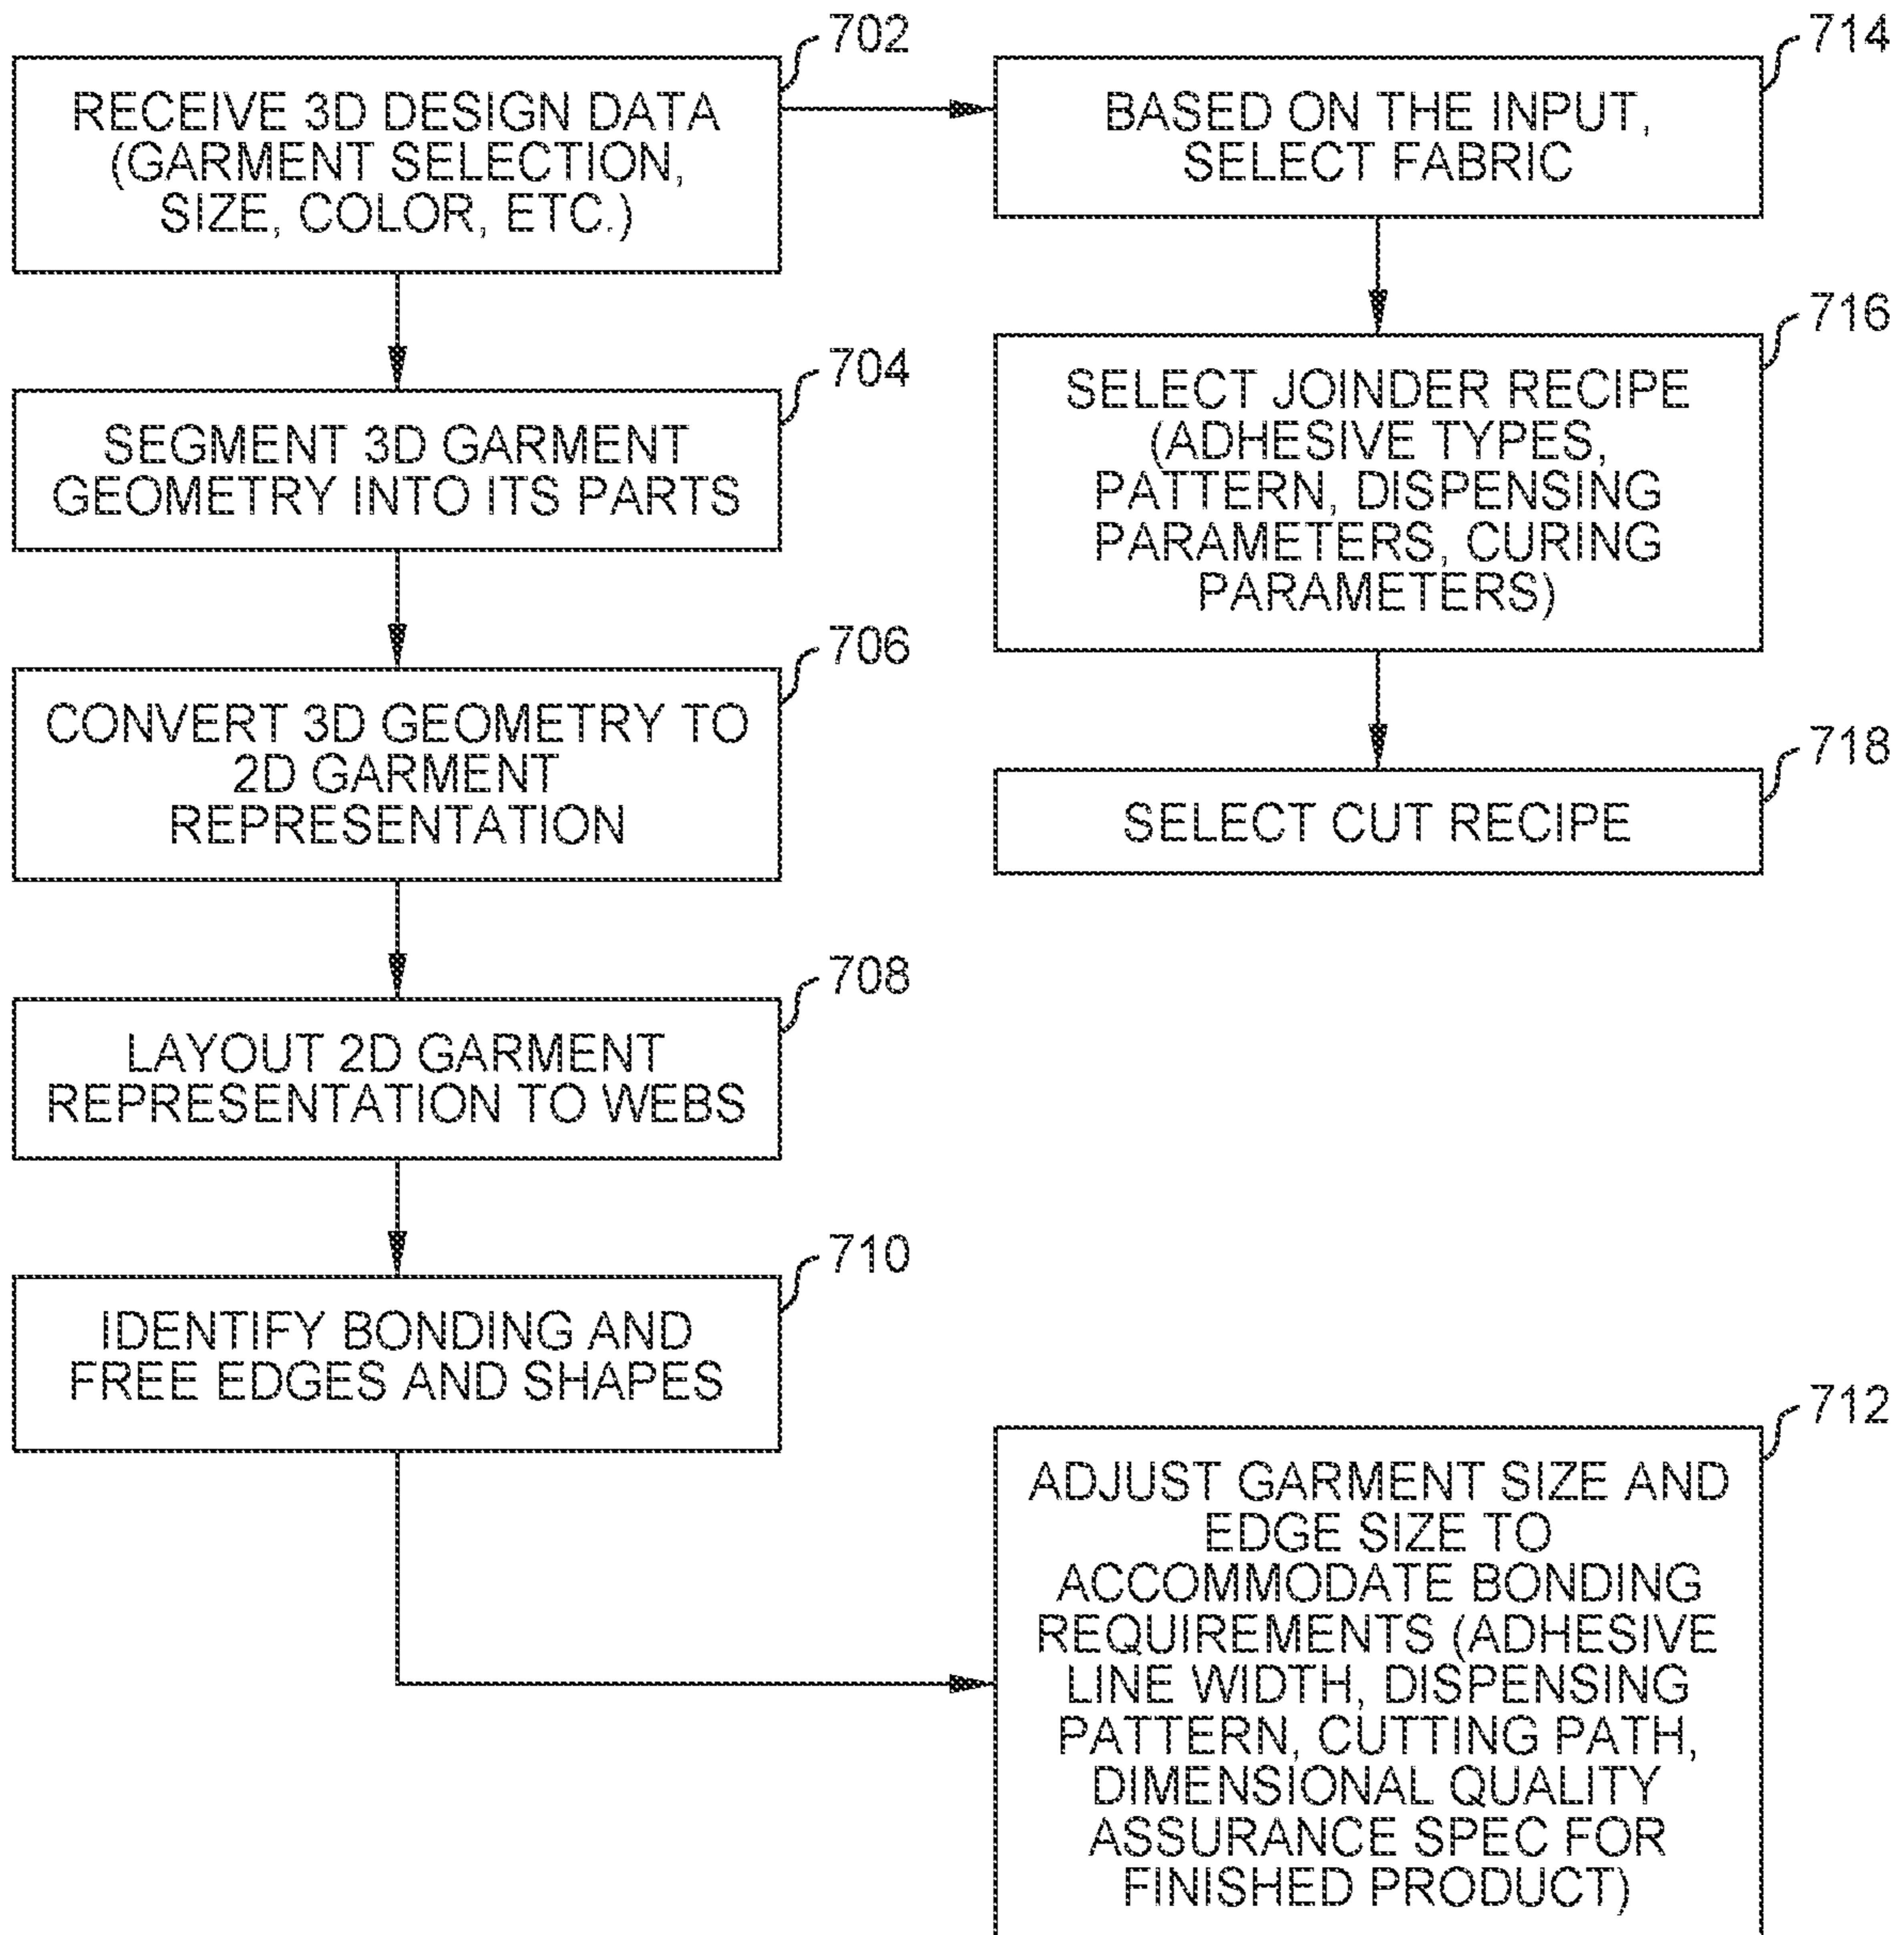 702
RECEIVE 3D DESIGN DATA
(GARMENT SELECTION,
SIZE, COLOR, ETC.)
704
SEGMENT 3D GARMENT
GEOMETRY INTO ITS PARTS
706
CONVERT 3D GEOMETRY TO
2D GARMENT
REPRESENTATION
708
LAYOUT 2D GARMENT
REPRESENTATION TO WEBS
710
IDENTIFY BONDING AND
FREE EDGES AND SHAPES
712
ADJUST GARMENT SIZE AND
EDGE SIZE TO
ACCOMMODATE BONDING
REQUIREMENTS (ADHESIVE
LINE WIDTH, DISPENSING
PATTERN, CUTTING PATH,
DIMENSIONAL QUALITY
ASSURANCE SPEC FOR
FINISHED PRODUCT)
714
BASED ON THE INPUT,
SELECT FABRIC
716
SELECT JOINDER RECIPE
(ADHESIVE TYPES,
PATTERN, DISPENSING
PARAMETERS, CURING
PARAMETERS)
718
SELECT CUT RECIPE